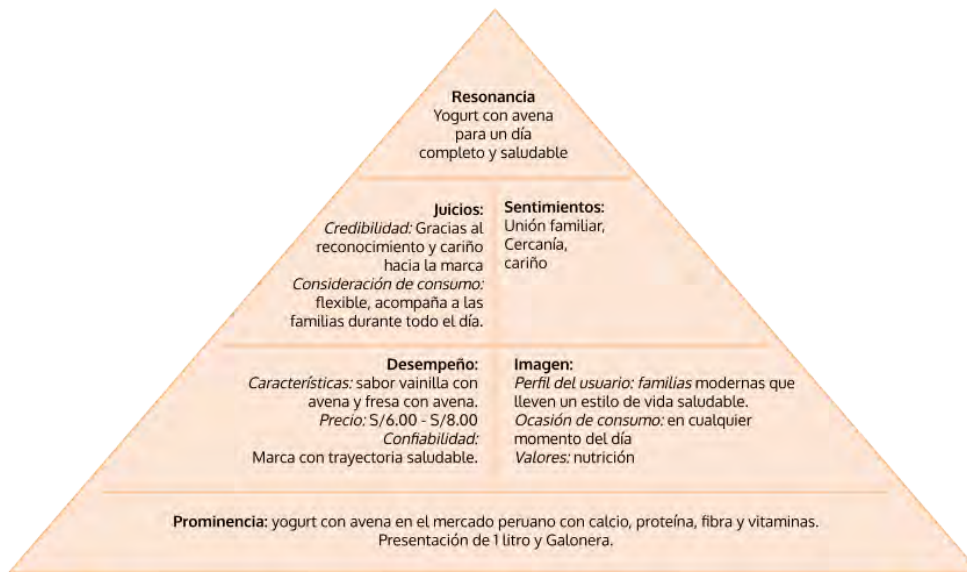 Resonancia
Yogurt con avena
para un día
completo y saludable
Juicios:
Credibilidad: Gracias al
reconocimiento y cariño
hacia la marca
Consideración de consumo:
flexible, acompaña a las
familias durante todo el día.
Sentimientos:
Unión familiar,
Cercanía,
cariño
Desempeño:
Características: sabor vainilla con
avena y fresa con avena.
Precio: S/6.00 - S/8.00
Confiabilidad:
Marca con trayectoria saludable.
Imagen:
Perfil del usuario: familias modernas que
lleven un estilo de vida saludable.
Ocasión de consumo: en cualquier
momento del día
Valores: nutrición
Prominencia: yogurt con avena en el mercado peruano con calcio, proteína, fibra y vitaminas.
Presentación de 1 litro y Galonera.